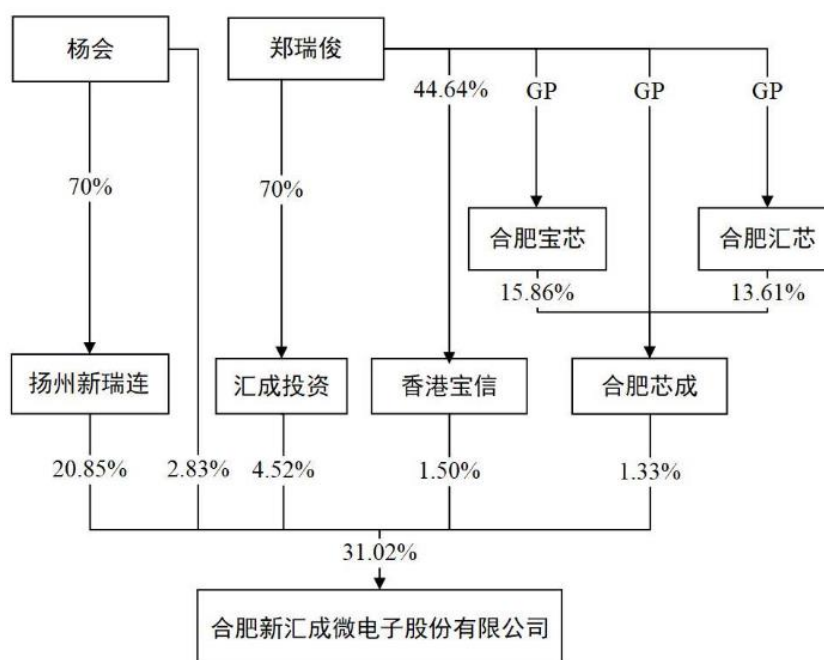 杨会
郑瑞俊
44.64%
GP
GP
GP
70%
70%
合肥宝芯
合肥汇芯
15.86%
13.61%
扬州新瑞连
汇成投资
香港宝信
合肥芯成
20.85%
2.83%
4.52%
1.50%
1.33%
31.02%
合肥新汇成微电子股份有限公司